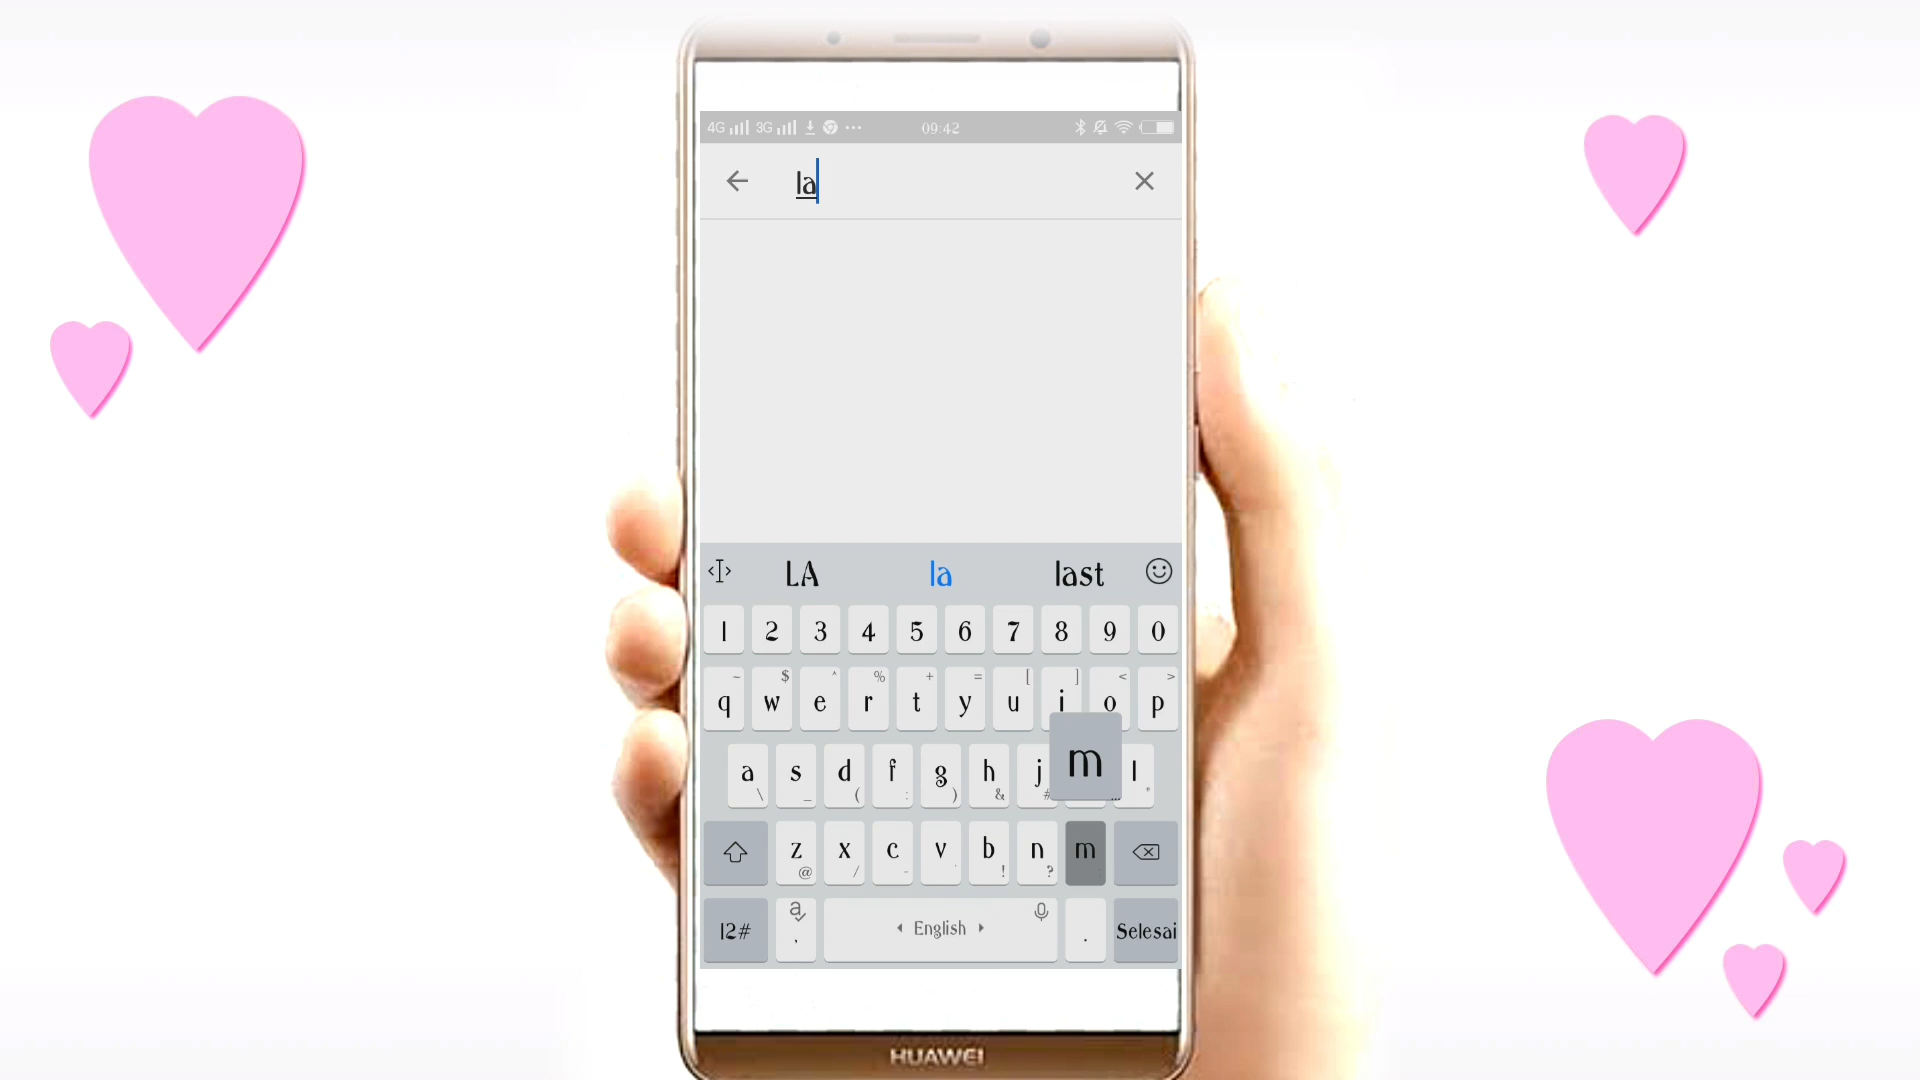 4G 3G ... 09:42
la
LA la last
1 2 3 4 5 6 7 8 9 0
~ $ ^ % + = [ ] < >
q w e r t y u i o p
m
a s d f g h j l
\ _ ( : ) & # ... "
z x c v b n m
@ / - ' ! ?
a
12# , English . Selesai
HUAWEI